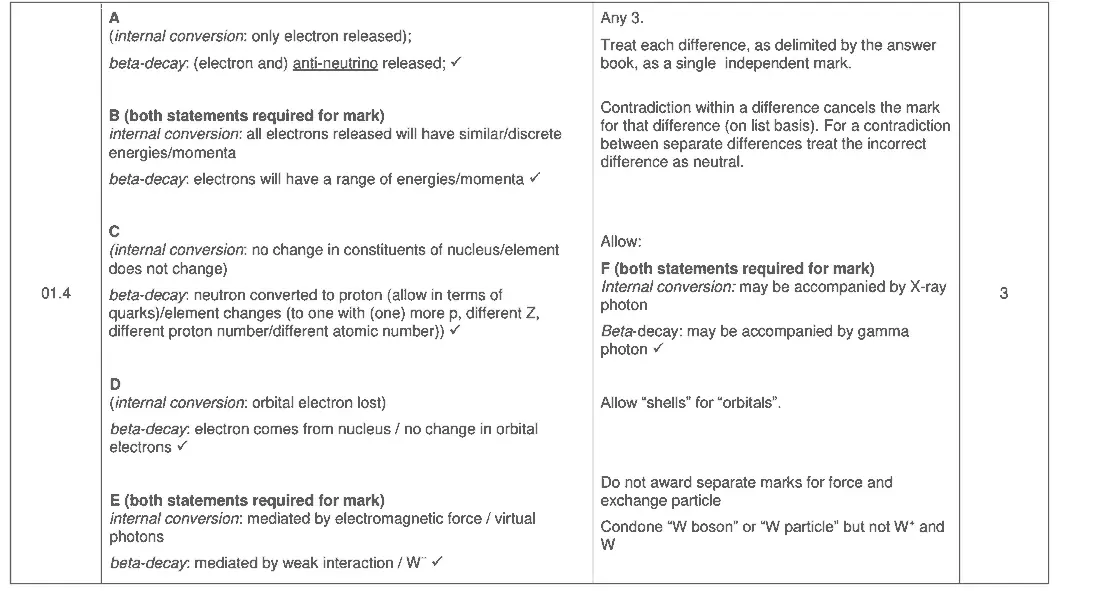 01.4
A
(internal conversion: only electron released);
beta-decay: (electron and) anti-neutrino released; ✓
B (both statements required for mark)
internal conversion: all electrons released will have similar/discrete
energies/momenta
beta-decay: electrons will have a range of energies/momenta ✓
C
(internal conversion: no change in constituents of nucleus/element
does not change)
beta-decay: neutron converted to proton (allow in terms of
quarks)/element changes (to one with (one) more p, different Z,
different proton number/different atomic number)) ✓
D
(internal conversion: orbital electron lost)
beta-decay: electron comes from nucleus / no change in orbital
electrons ✓
E (both statements required for mark)
internal conversion: mediated by electromagnetic force / virtual
photons
beta-decay: mediated by weak interaction / W⁻ ✓
Any 3.
Treat each difference, as delimited by the answer
book, as a single independent mark.
Contradiction within a difference cancels the mark
for that difference (on list basis). For a contradiction
between separate differences treat the incorrect
difference as neutral.
Allow:
F (both statements required for mark)
Internal conversion: may be accompanied by X-ray
photon
Beta-decay: may be accompanied by gamma
photon ✓
Allow “shells” for “orbitals”.
Do not award separate marks for force and
exchange particle
Condone “W boson” or “W particle” but not W⁺ and
W
3